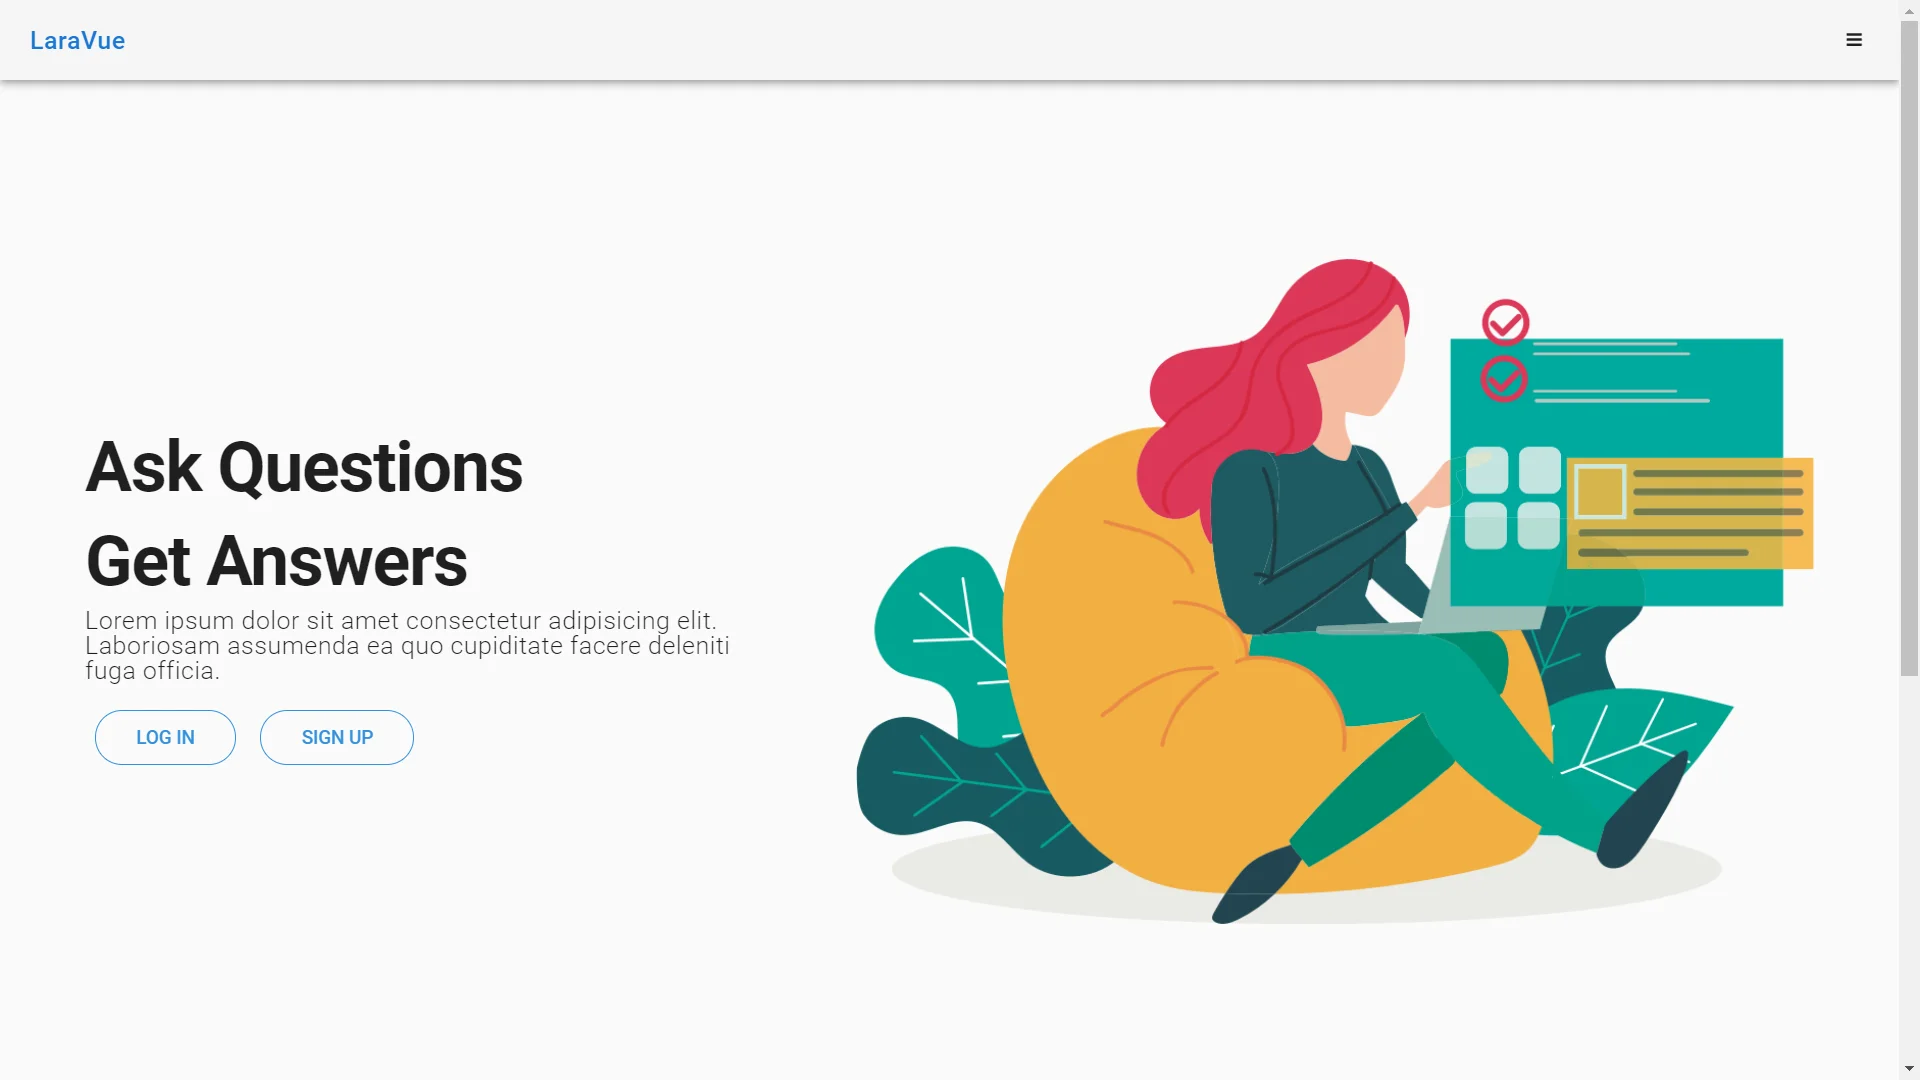 LaraVue
Ask Questions
Get Answers
Lorem ipsum dolor sit amet consectetur adipisicing elit.
Laboriosam assumenda ea quo cupiditate facere deleniti
fuga officia.
LOG IN
SIGN UP